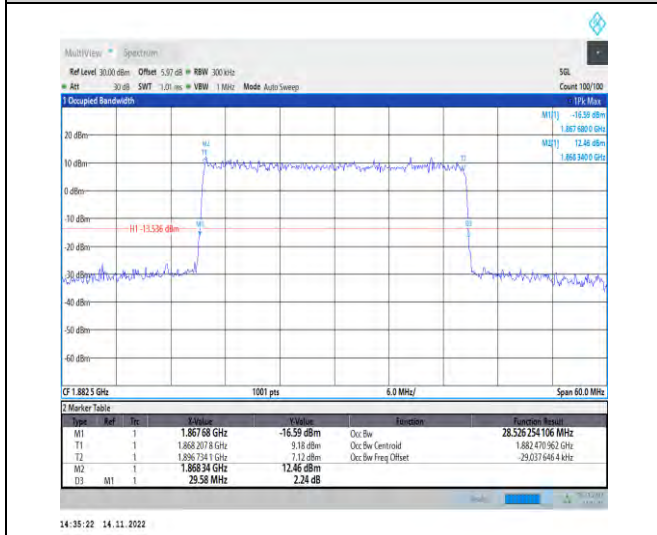 MultiView Spectrum
Ref Level 30.00 dBm Offset 5.97 dB RBW 300 kHz SGL
Att 30 dB SWT 1.01 ms VBW 1 MHz Mode Auto Sweep Count 100/100
1 Occupied Bandwidth 1Pk Max
M1[1] -16.59 dBm
1.867 680 0 GHz
M2[1] 12.46 dBm
1.868 340 0 GHz
20 dBm
M2
T1
T2
10 dBm
0 dBm
-10 dBm
H1 -13.536 dBm
M1
D3
-20 dBm
-30 dBm
-40 dBm
-50 dBm
-60 dBm
CF 1.882 5 GHz 1001 pts 6.0 MHz/ Span 60.0 MHz
2 Marker Table
Type Ref Trc X-Value Y-Value Function Function Result
M1 1 1.867 68 GHz -16.59 dBm Occ Bw 28.526 254 106 MHz
T1 1 1.868 207 8 GHz 9.18 dBm Occ Bw Centroid 1.882 470 962 GHz
T2 1 1.896 734 1 GHz 7.12 dBm Occ Bw Freq Offset -29.037 646 4 kHz
M2 1 1.868 34 GHz 12.46 dBm
D3 M1 1 29.58 MHz 2.24 dB
14:35:22 14.11.2022